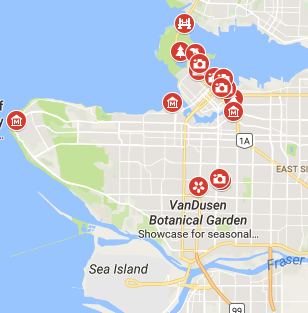 f
y
1A
EAST SI
VanDusen
Botanical Garden
Showcase for seasonal...
Sea Island
Fraser
99